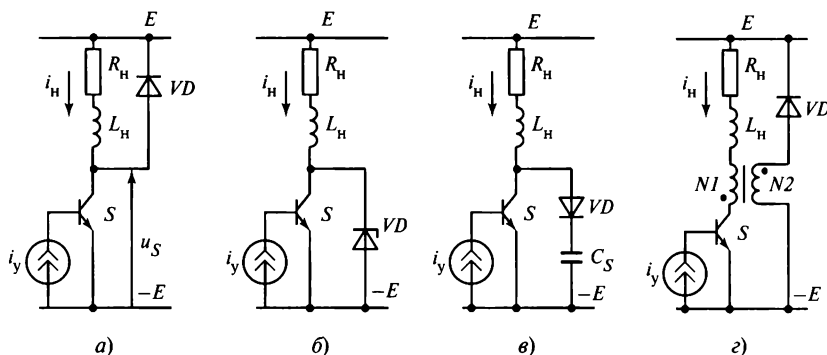 E E E E
R_н R_н R_н R_н
i_н VD i_н i_н i_н VD
L_н L_н L_н L_н
N1 N2
S S S S
VD VD
i_у u_S i_у i_у C_S i_у
−E −E −E −E
а) б) в) г)